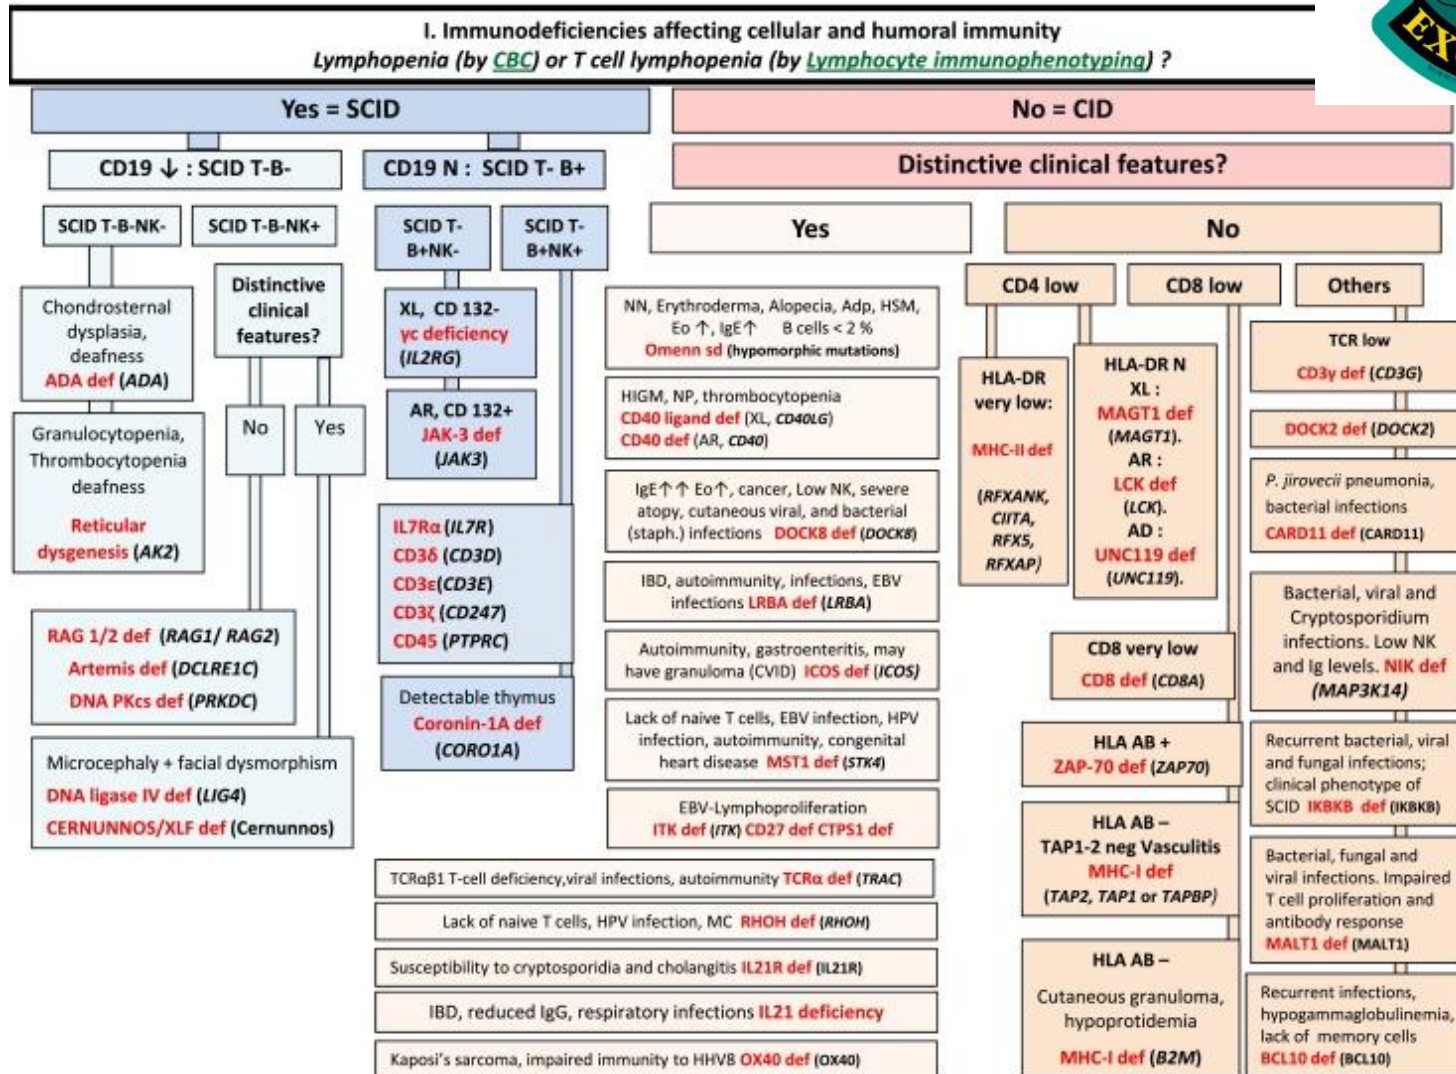 I. Immunodeficiencies affecting cellular and humoral immunity
Lymphopenia (by CBC) or T cell lymphopenia (by Lymphocyte immunophenotyping) ?
Yes = SCID
CD19 ↓ : SCID T-B-
CD19 N : SCID T- B+
SCID T-B-NK-
SCID T-B-NK+
SCID T-
B+NK-
SCID T-
B+NK+
Chondrosternal
dysplasia,
deafness
ADA def (ADA)
Granulocytopenia,
Thrombocytopenia
deafness
Reticular
dysgenesis (AK2)
Distinctive
clinical
features?
No
Yes
RAG 1/2 def (RAG1/ RAG2)
Artemis def (DCLRE1C)
DNA PKcs def (PRKDC)
Microcephaly + facial dysmorphism
DNA ligase IV def (LIG4)
CERNUNNOS/XLF def (Cernunnos)
XL, CD 132-
γc deficiency
(IL2RG)
AR, CD 132+
JAK-3 def
(JAK3)
IL7Rα (IL7R)
CD3δ (CD3D)
CD3ε(CD3E)
CD3ζ (CD247)
CD45 (PTPRC)
Detectable thymus
Coronin-1A def
(CORO1A)
No = CID
Distinctive clinical features?
Yes
No
NN, Erythroderma, Alopecia, Adp, HSM,
Eo ↑, IgE↑ B cells < 2 %
Omenn sd (hypomorphic mutations)
HIGM, NP, thrombocytopenia
CD40 ligand def (XL, CD40LG)
CD40 def (AR, CD40)
IgE↑↑ Eo↑, cancer, Low NK, severe
atopy, cutaneous viral, and bacterial
(staph.) infections DOCK8 def (DOCK8)
IBD, autoimmunity, infections, EBV
infections LRBA def (LRBA)
Autoimmunity, gastroenteritis, may
have granuloma (CVID) ICOS def (ICOS)
Lack of naive T cells, EBV infection, HPV
infection, autoimmunity, congenital
heart disease MST1 def (STK4)
EBV-Lymphoproliferation
ITK def (ITK) CD27 def CTPS1 def
TCRαβ1 T-cell deficiency,viral infections, autoimmunity TCRα def (TRAC)
Lack of naive T cells, HPV infection, MC RHOH def (RHOH)
Susceptibility to cryptosporidia and cholangitis IL21R def (IL21R)
IBD, reduced IgG, respiratory infections IL21 deficiency
Kaposi's sarcoma, impaired immunity to HHV8 OX40 def (OX40)
CD4 low
CD8 low
Others
HLA-DR
very low:
MHC-II def
(RFXANK,
CIITA,
RFX5,
RFXAP)
HLA-DR N
XL :
MAGT1 def
(MAGT1).
AR :
LCK def
(LCK).
AD :
UNC119 def
(UNC119).
CD8 very low
CD8 def (CD8A)
HLA AB +
ZAP-70 def (ZAP70)
HLA AB –
TAP1-2 neg Vasculitis
MHC-I def
(TAP2, TAP1 or TAPBP)
HLA AB –
Cutaneous granuloma,
hypoprotidemia
MHC-I def (B2M)
TCR low
CD3γ def (CD3G)
DOCK2 def (DOCK2)
P. jirovecii pneumonia,
bacterial infections
CARD11 def (CARD11)
Bacterial, viral and
Cryptosporidium
infections. Low NK
and Ig levels. NIK def
(MAP3K14)
Recurrent bacterial, viral
and fungal infections;
clinical phenotype of
SCID IKBKB def (IKBKB)
Bacterial, fungal and
viral infections. Impaired
T cell proliferation and
antibody response
MALT1 def (MALT1)
Recurrent infections,
hypogammaglobulinemia,
lack of memory cells
BCL10 def (BCL10)